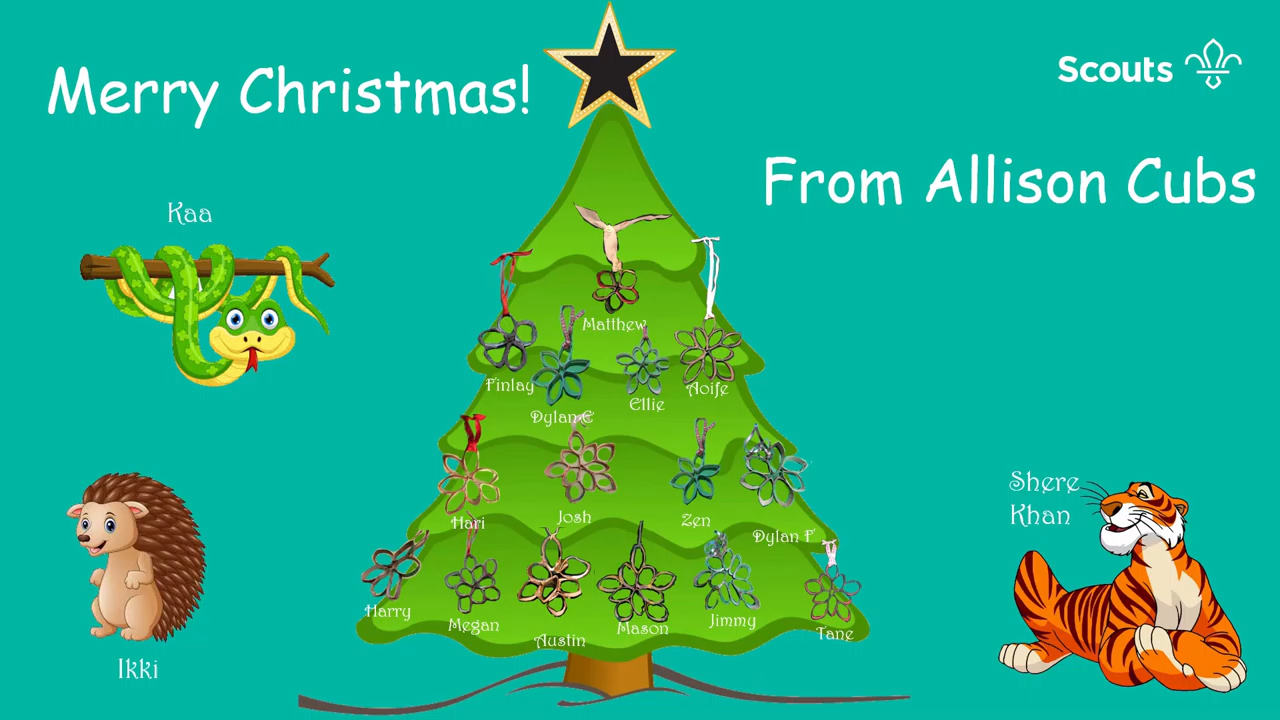 Merry Christmas!
Scouts
From Allison Cubs
Kaa
Matthew
Finlay
Dylan E
Ellie
Aoife
Hari
Josh
Zen
Dylan F
Shere
Khan
Harry
Megan
Austin
Mason
Jimmy
Tane
Ikki